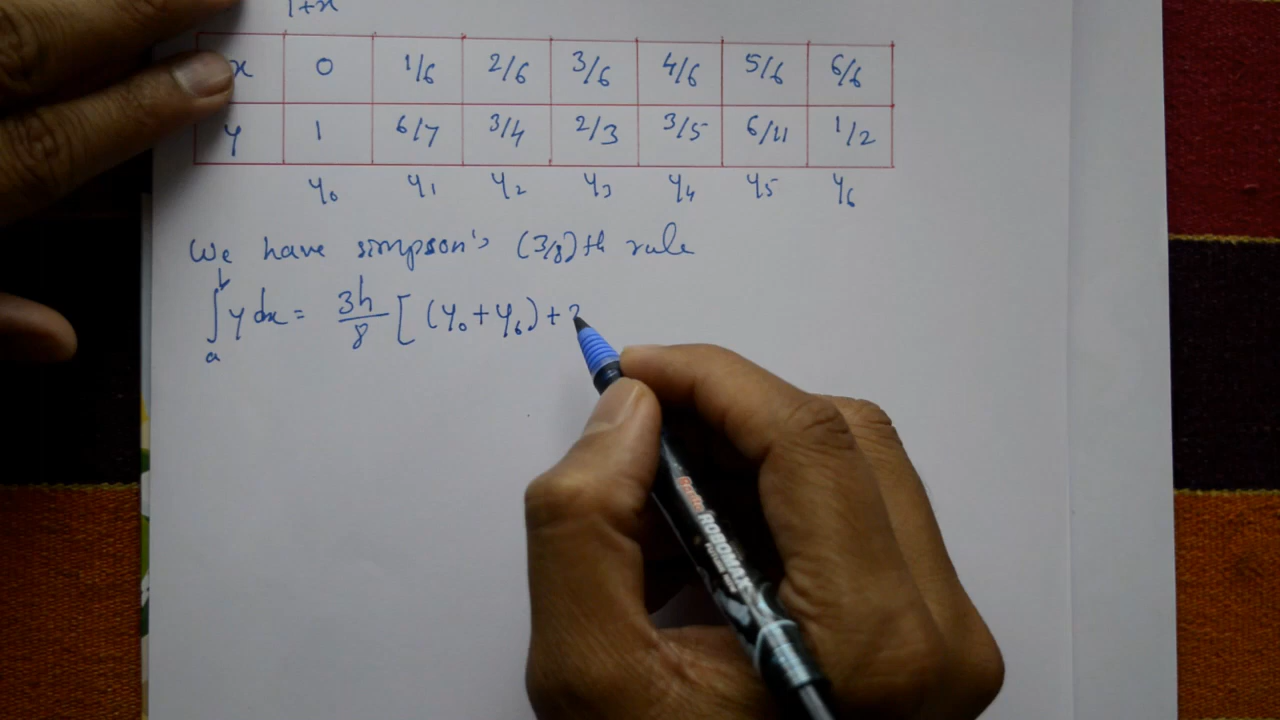 1+x
x 0 1/6 2/6 3/6 4/6 5/6 6/6
y 1 6/7 3/4 2/3 3/5 6/11 1/2
y0 y1 y2 y3 y4 y5 y6
We have simpson's (3/8)th rule
∫ₐᵇ y dx = 3h/8 [ (y0 + y6) +
ROBOMAX